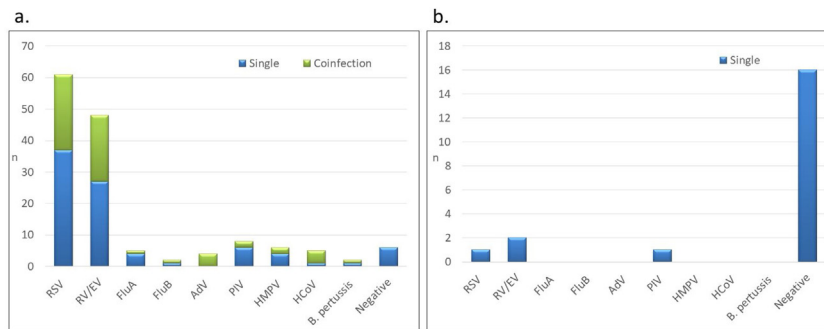 a.
70
60
50
40
30
20
10
0
n
Single Coinfection
RSV RV/EV FluA FluB AdV PIV HMPV HCoV B. pertussis Negative
b.
18
16
14
12
10
8
6
4
2
0
n
Single
RSV RV/EV FluA FluB AdV PIV HMPV HCoV B. pertussis Negative